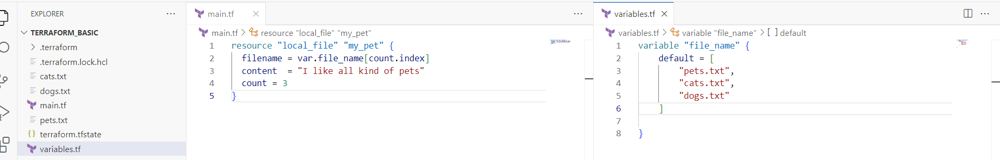 EXPLORER ...
TERRAFORM_BASIC
.terraform
.terraform.lock.hcl
cats.txt
dogs.txt
main.tf
pets.txt
{} terraform.tfstate
variables.tf
main.tf
...
main.tf > resource "local_file" "my_pet"
1 resource "local_file" "my_pet" {
2 filename = var.file_name[count.index]
3 content  = "I like all kind of pets"
4 count = 3
5 }
variables.tf
...
variables.tf > variable "file_name" > [ ] default
1 variable "file_name" {
2 default = [
3 "pets.txt",
4 "cats.txt",
5 "dogs.txt"
6 ]
7
8 }